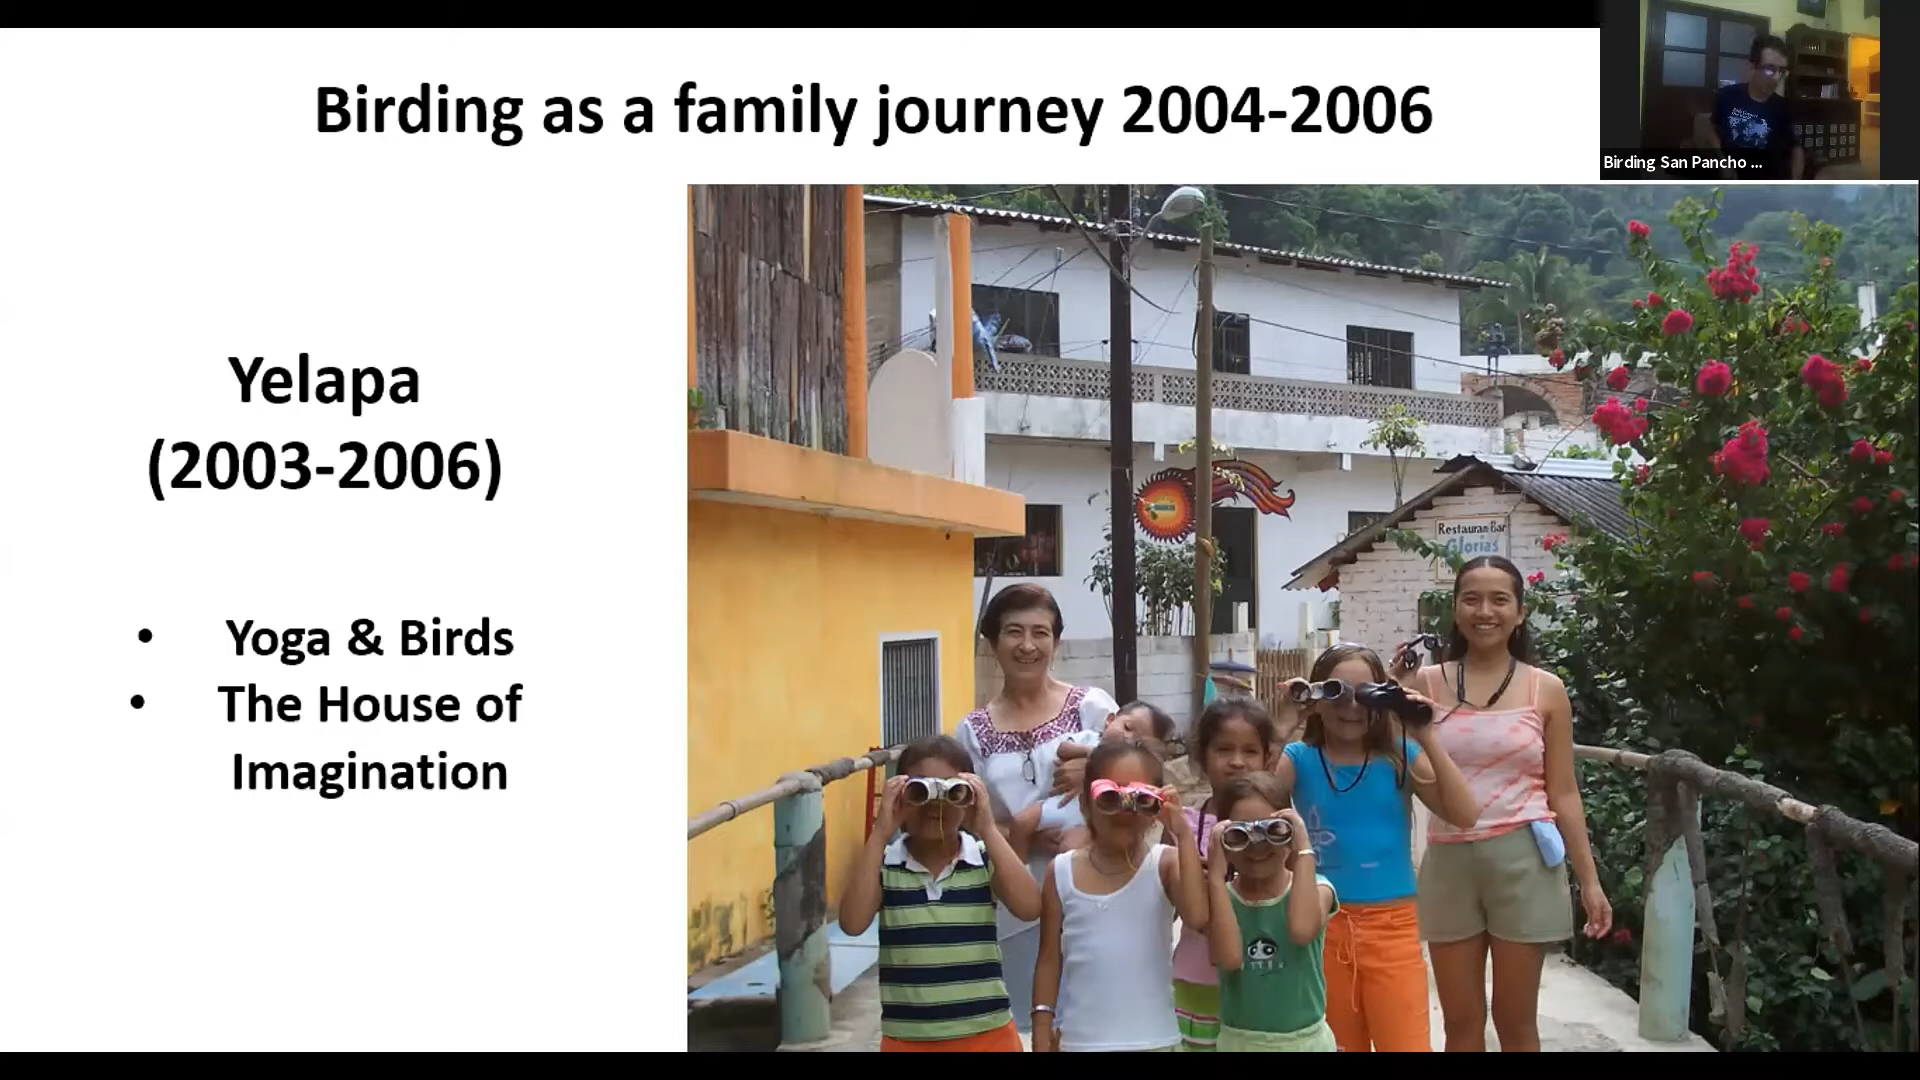 Birding as a family journey 2004-2006
Birding San Pancho ...
Yelapa
(2003-2006)
• Yoga & Birds
• The House of
Imagination
Restauran Bar
Glorias